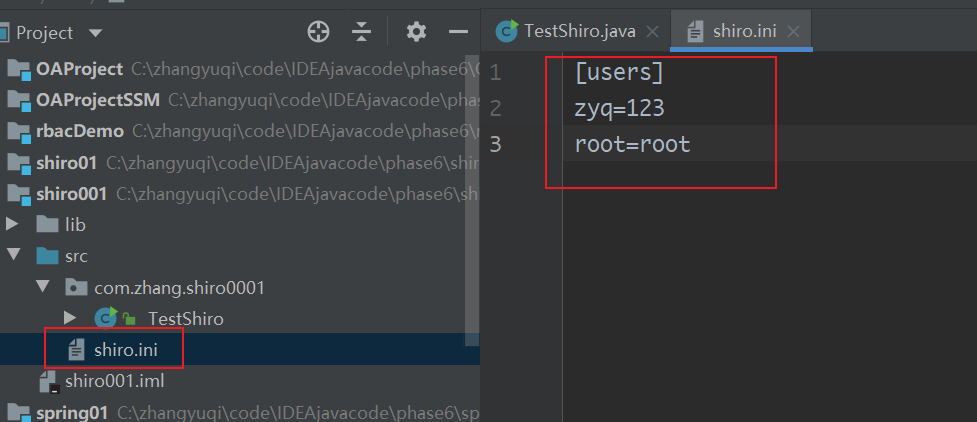 Project
OAProject C:\zhangyuqi\code\IDEAjavacode\phase6\
OAProjectSSM C:\zhangyuqi\code\IDEAjavacode\phase6\
rbacDemo C:\zhangyuqi\code\IDEAjavacode\phase6\
shiro01 C:\zhangyuqi\code\IDEAjavacode\phase6\shir
shiro001 C:\zhangyuqi\code\IDEAjavacode\phase6\sh
lib
src
com.zhang.shiro0001
TestShiro
shiro.ini
shiro001.iml
spring01 C:\zhangyuqi\code\IDEAjavacode\phase6\sp
TestShiro.java
shiro.ini
1 [users]
2 zyq=123
3 root=root